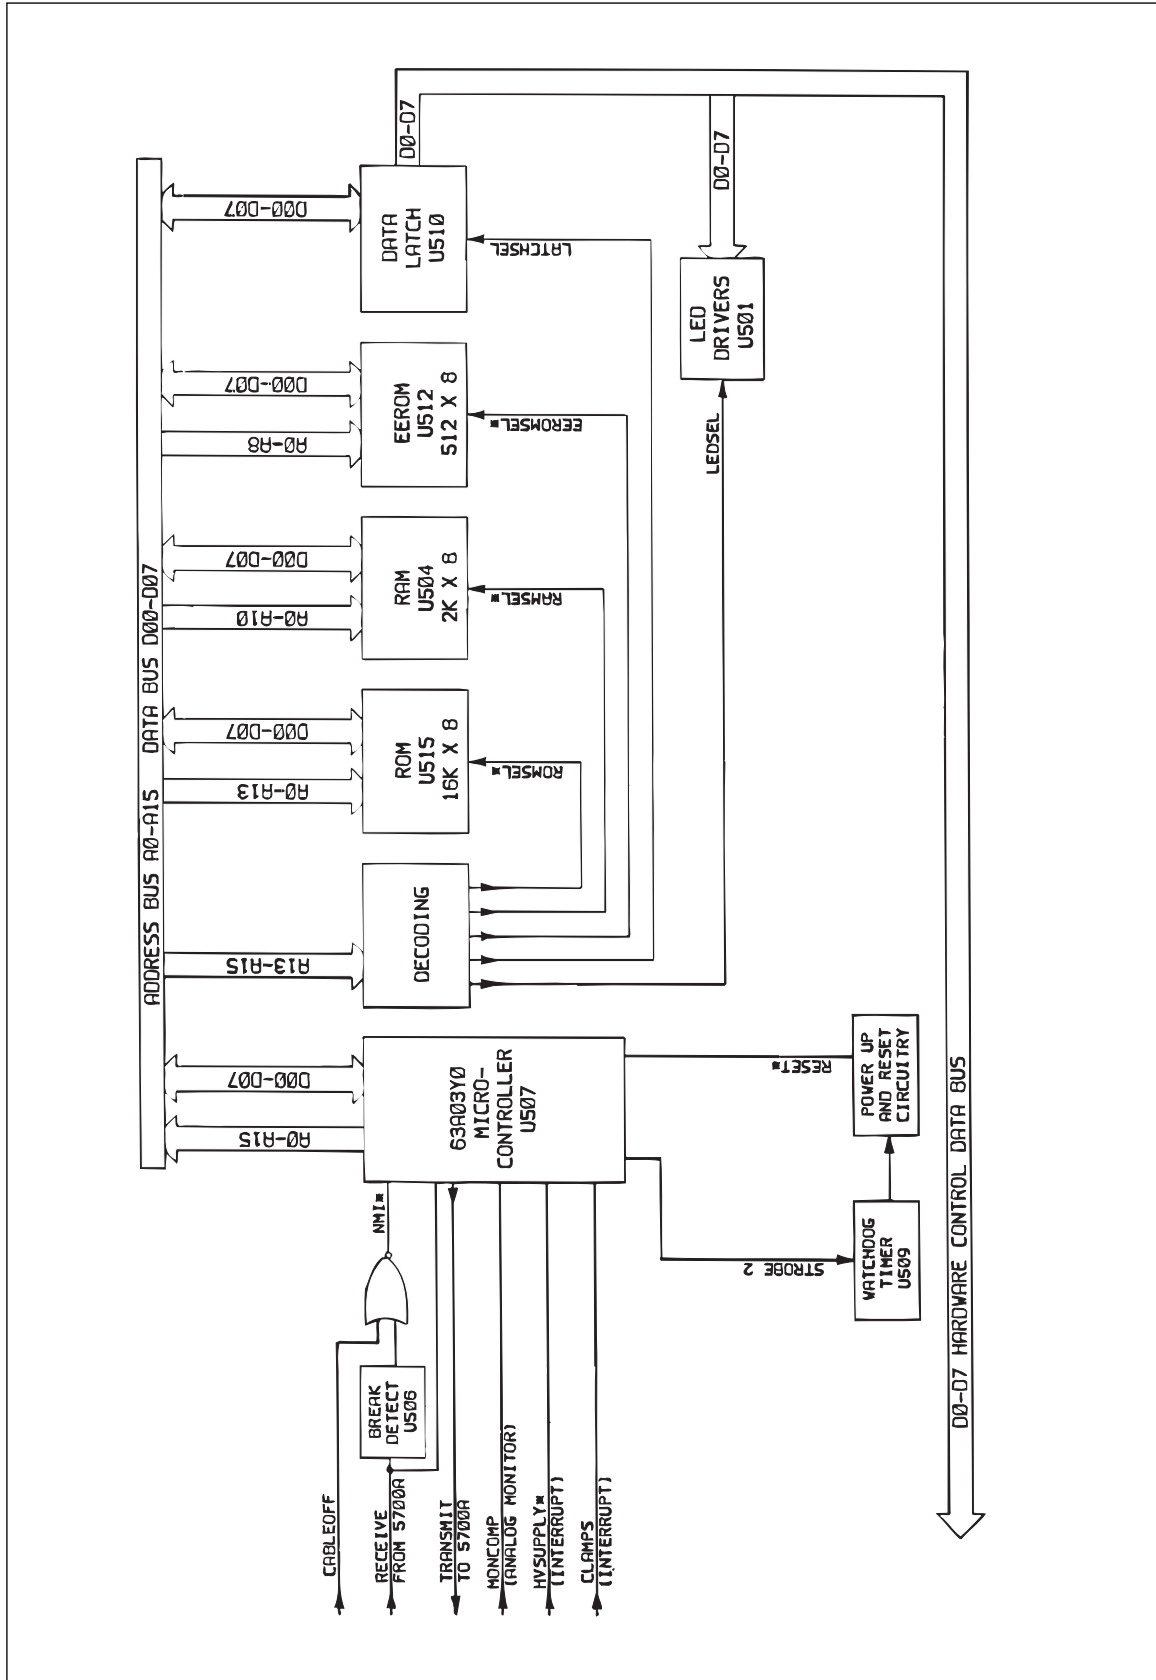 ADDRESS BUS A0-A15 DATA BUS D00-D07
A0-A15
D00-D07
A13-A15
A0-A13
D00-D07
A0-A10
D00-D07
A0-A8
D00-D07
D00-D07
CABLEOFF
RECEIVE
FROM 5700A
BREAK
DETECT
U506
NMI*
TRANSMIT
TO 5700A
MONCOMP
(ANALOG MONITOR)
HVSUPPLY*
(INTERRUPT)
CLAMPS
(INTERRUPT)
63A03Y0
MICRO-
CONTROLLER
U507
DECODING
ROM
U515
16K X 8
RAM
U504
2K X 8
EEROM
U512
512 X 8
DATA
LATCH
U510
D0-D7
ROMSEL*
RAMSEL*
EEROMSEL*
LATCHSEL
LEDSEL
LED
DRIVERS
U501
D0-D7
STROBE 2
RESET*
WATCHDOG
TIMER
U509
POWER UP
AND RESET
CIRCUITRY
D0-D7 HARDWARE CONTROL DATA BUS